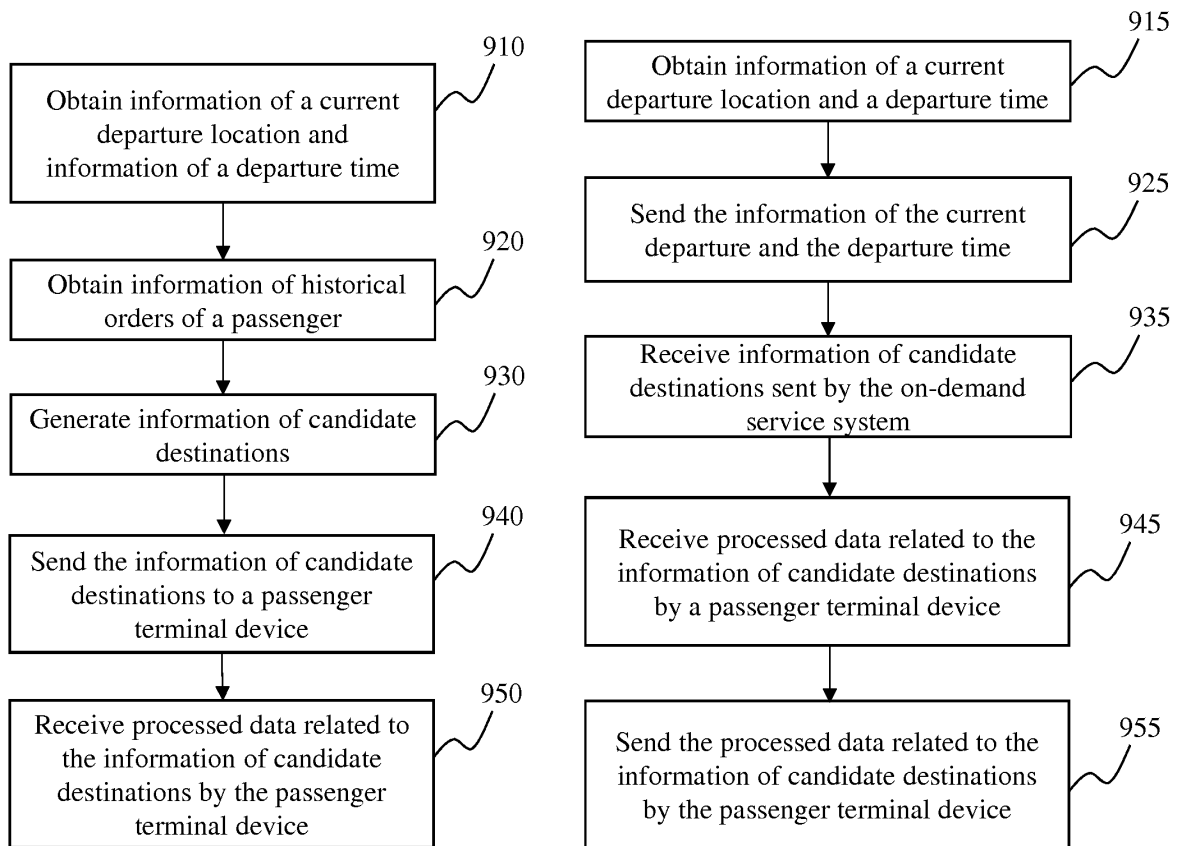 910
Obtain information of a current
departure location and
information of a departure time
920
Obtain information of historical
orders of a passenger
930
Generate information of candidate
destinations
940
Send the information of candidate
destinations to a passenger
terminal device
950
Receive processed data related to
the information of candidate
destinations by the passenger
terminal device
915
Obtain information of a current
departure location and a departure time
925
Send the information of the current
departure and the departure time
935
Receive information of candidate
destinations sent by the on-demand
service system
945
Receive processed data related to the
information of candidate destinations
by a passenger terminal device
955
Send the processed data related to the
information of candidate destinations
by the passenger terminal device